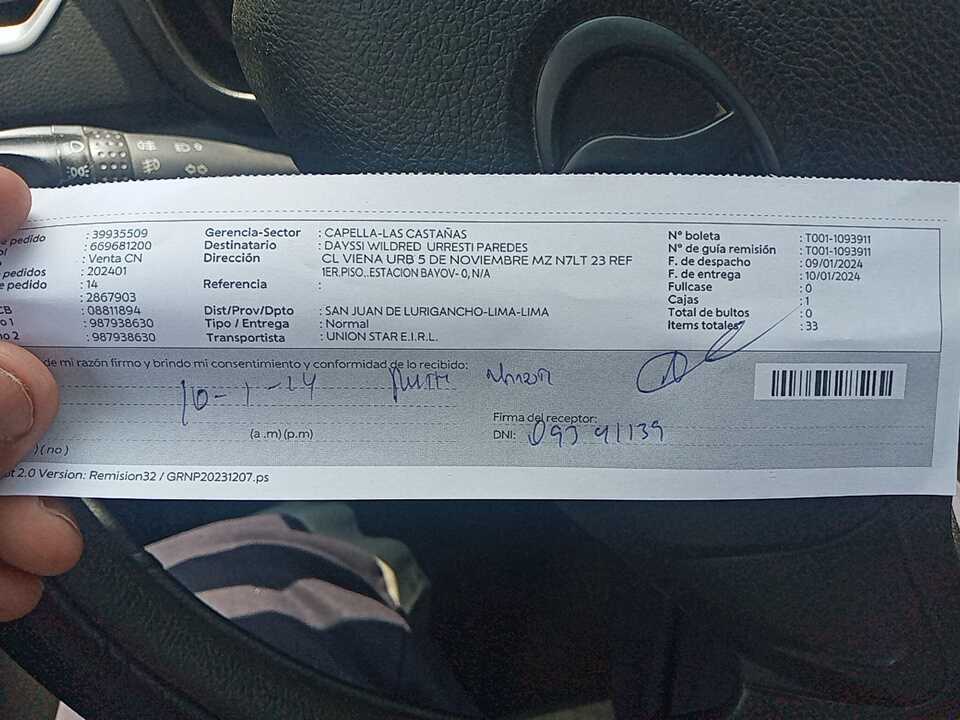 e pedido : 39935509 Gerencia-Sector : CAPELLA-LAS CASTAÑAS Nº boleta : T001-1093911
: 669681200 Destinatario : DAYSSI WILDRED URRESTI PAREDES Nº de guía remisión : T001-1093911
: Venta CN Dirección CL VIENA URB 5 DE NOVIEMBRE MZ N7LT 23 REF F. de despacho : 09/01/2024
pedidos : 202401 1ER.PISO..ESTACION BAYOV- 0, N/A F. de entrega : 10/01/2024
e pedido : 14 Referencia : Fullcase : 0
: 2867903 Cajas : 1
CB : 08811894 Dist/Prov/Dpto : SAN JUAN DE LURIGANCHO-LIMA-LIMA Total de bultos : 0
o 1 : 987938630 Tipo / Entrega : Normal Items totales : 33
no 2 : 987938630 Transportista : UNION STAR E.I.R.L.
de mi razón firmo y brindo mi consentimiento y conformidad de lo recibido:
10-1-24 RUTH
Firma del receptor:
(a .m) (p.m) DNI: 09391139
) ( no )
2.0 Version: Remision32 / GRNP20231207.ps